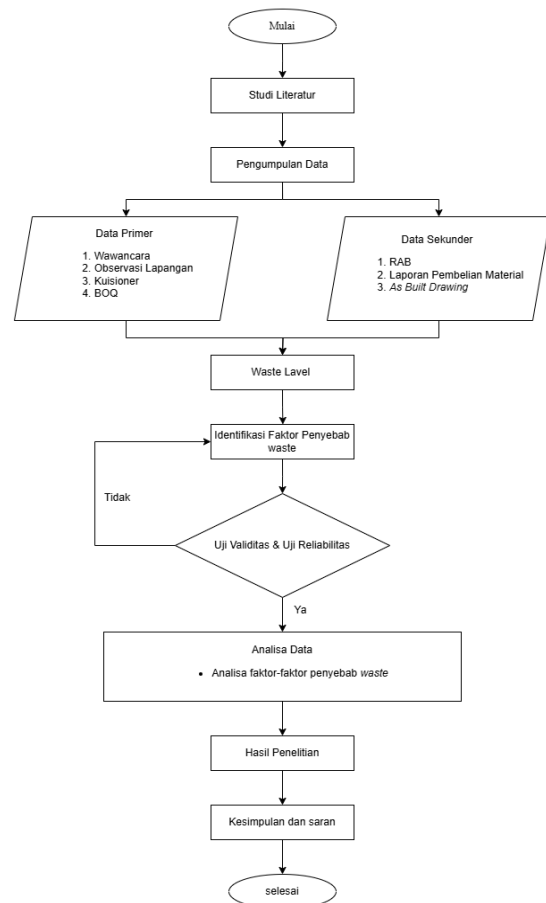 Mulai
Studi Literatur
Pengumpulan Data
Data Primer
1. Wawancara
2. Observasi Lapangan
3. Kuisioner
4. BOQ
Data Sekunder
1. RAB
2. Laporan Pembelian Material
3. As Built Drawing
Waste Lavel
Identifikasi Faktor Penyebab
waste
Tidak
Uji Validitas & Uji Reliabilitas
Ya
Analisa Data
• Analisa faktor-faktor penyebab waste
Hasil Penelitian
Kesimpulan dan saran
selesai